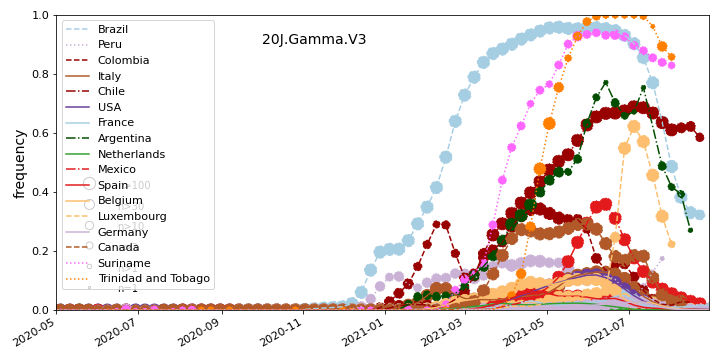 20J.Gamma.V3
frequency
1.0
0.8
0.6
0.4
0.2
0.0
Brazil
Peru
Colombia
Italy
Chile
USA
France
Argentina
Netherlands
Mexico
Spain
Belgium
Luxembourg
Germany
Canada
Suriname
Trinidad and Tobago
n>100
n=1
2020-05
2020-07
2020-09
2020-11
2021-01
2021-03
2021-05
2021-07